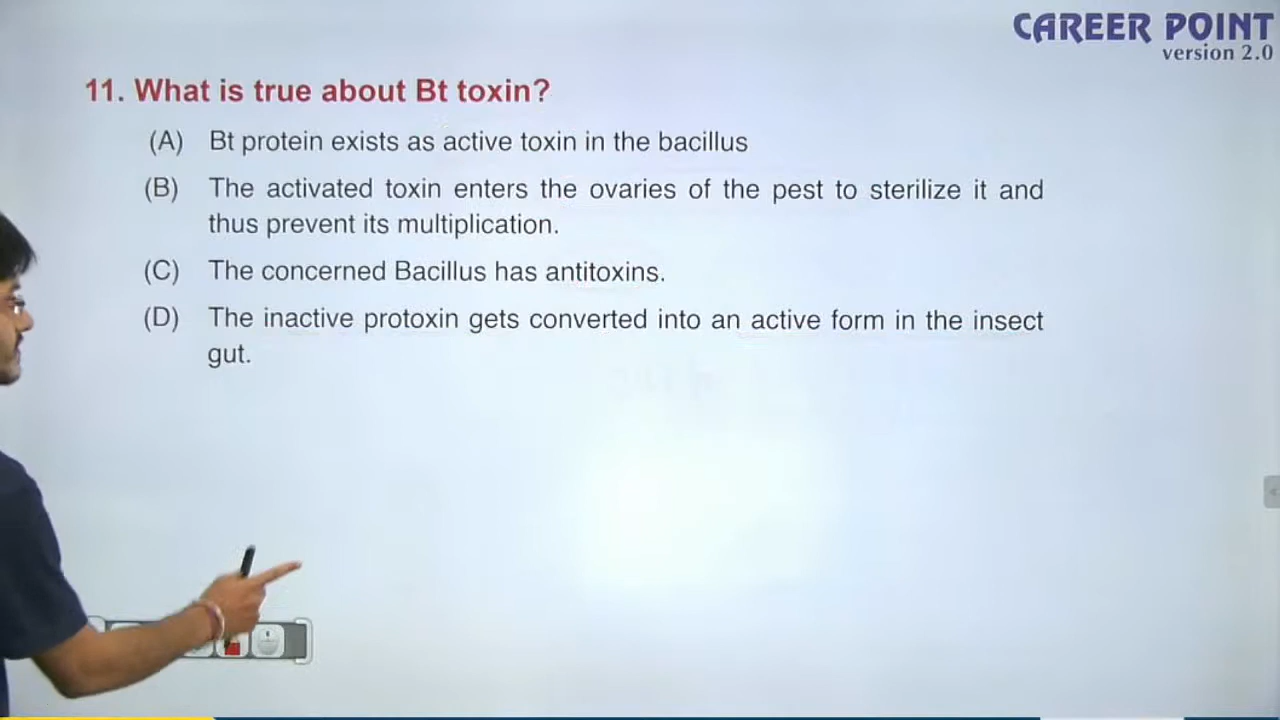 CAREER POINT
version 2.0
11. What is true about Bt toxin?
(A) Bt protein exists as active toxin in the bacillus
(B) The activated toxin enters the ovaries of the pest to sterilize it and
thus prevent its multiplication.
(C) The concerned Bacillus has antitoxins.
(D) The inactive protoxin gets converted into an active form in the insect
gut.